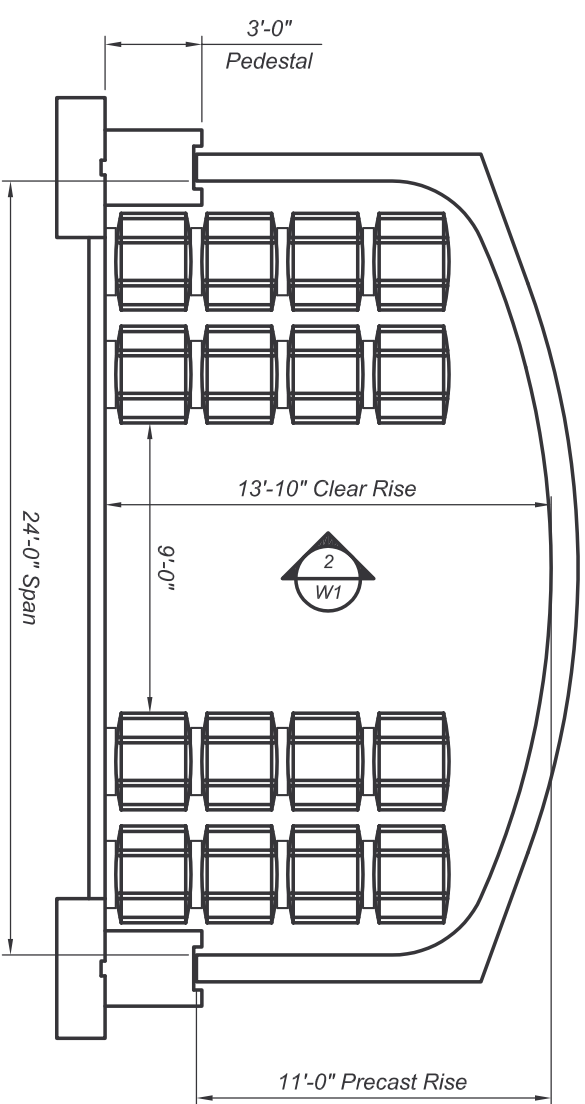 3'-0"
Pedestal
13'-10" Clear Rise
24'-0" Span
9'-0"
2
W1
11'-0" Precast Rise